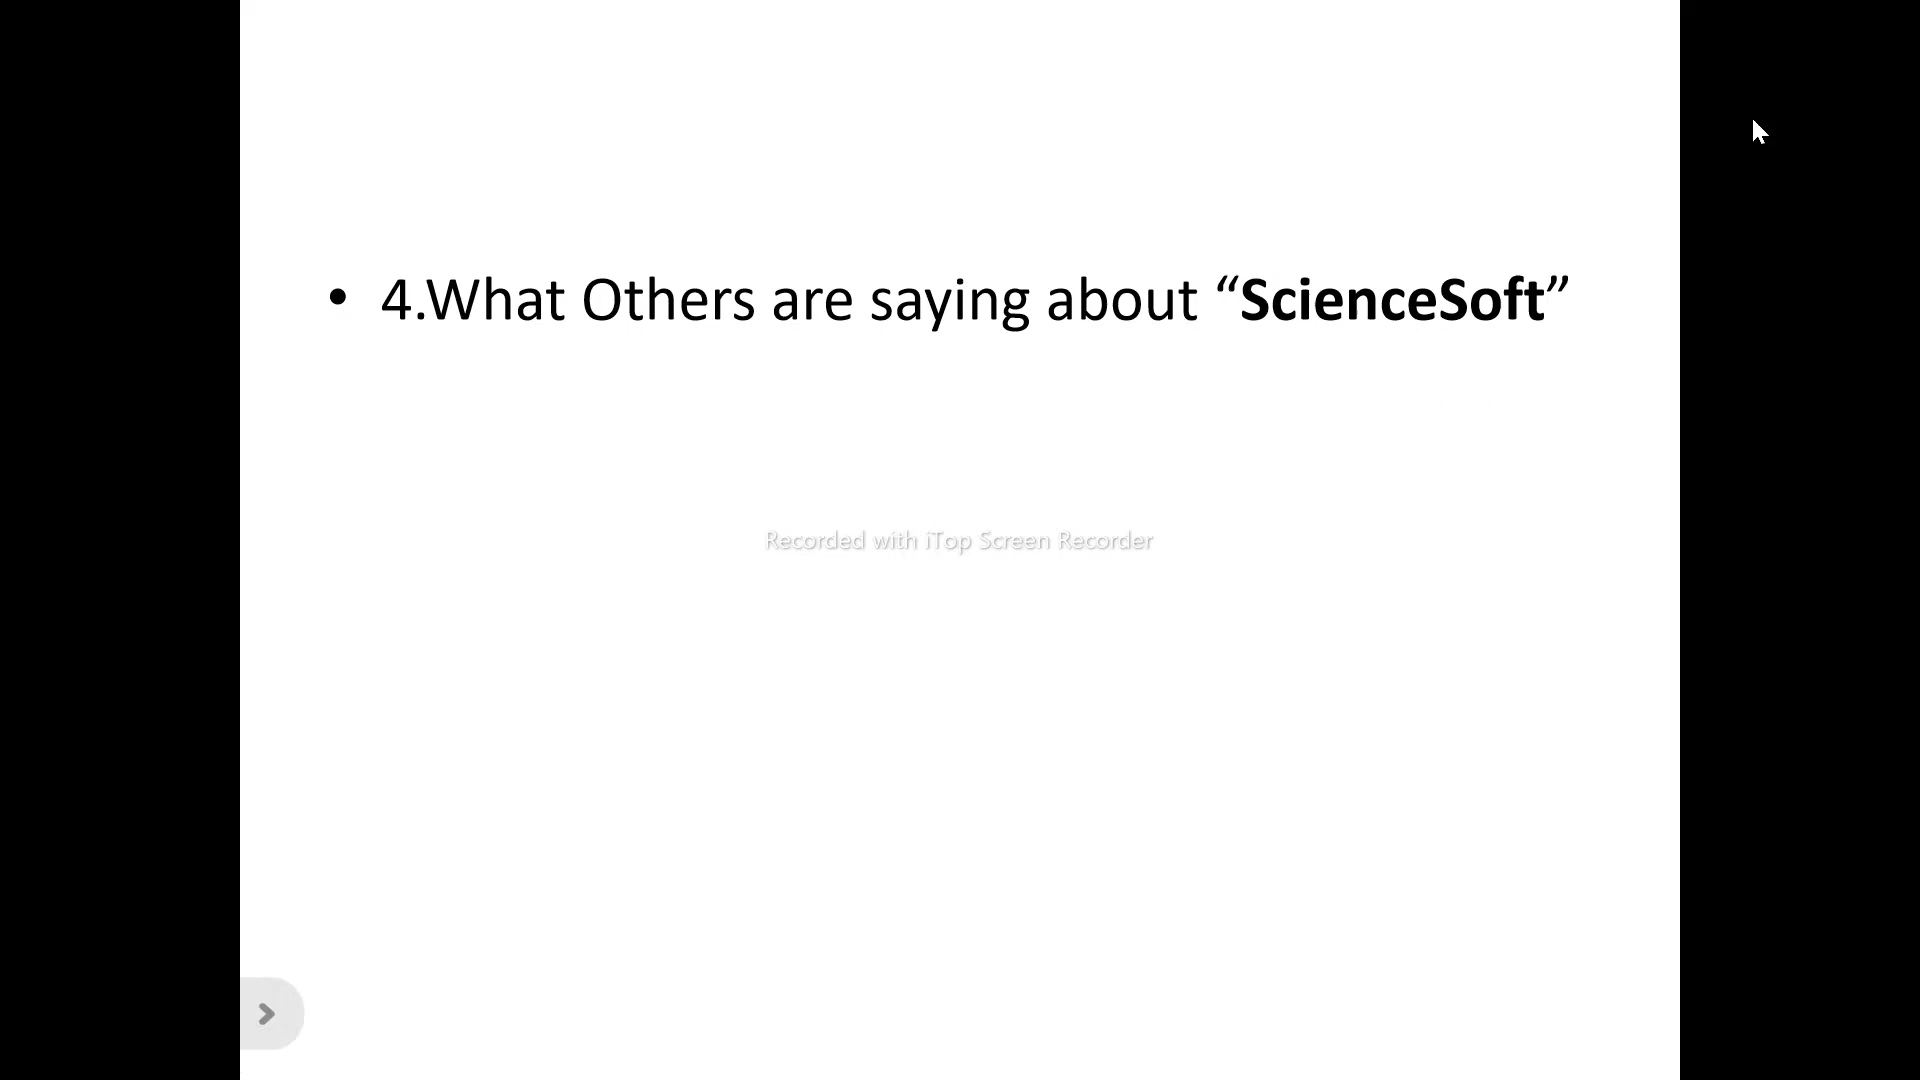 • 4.What Others are saying about “ScienceSoft”
Recorded with iTop Screen Recorder